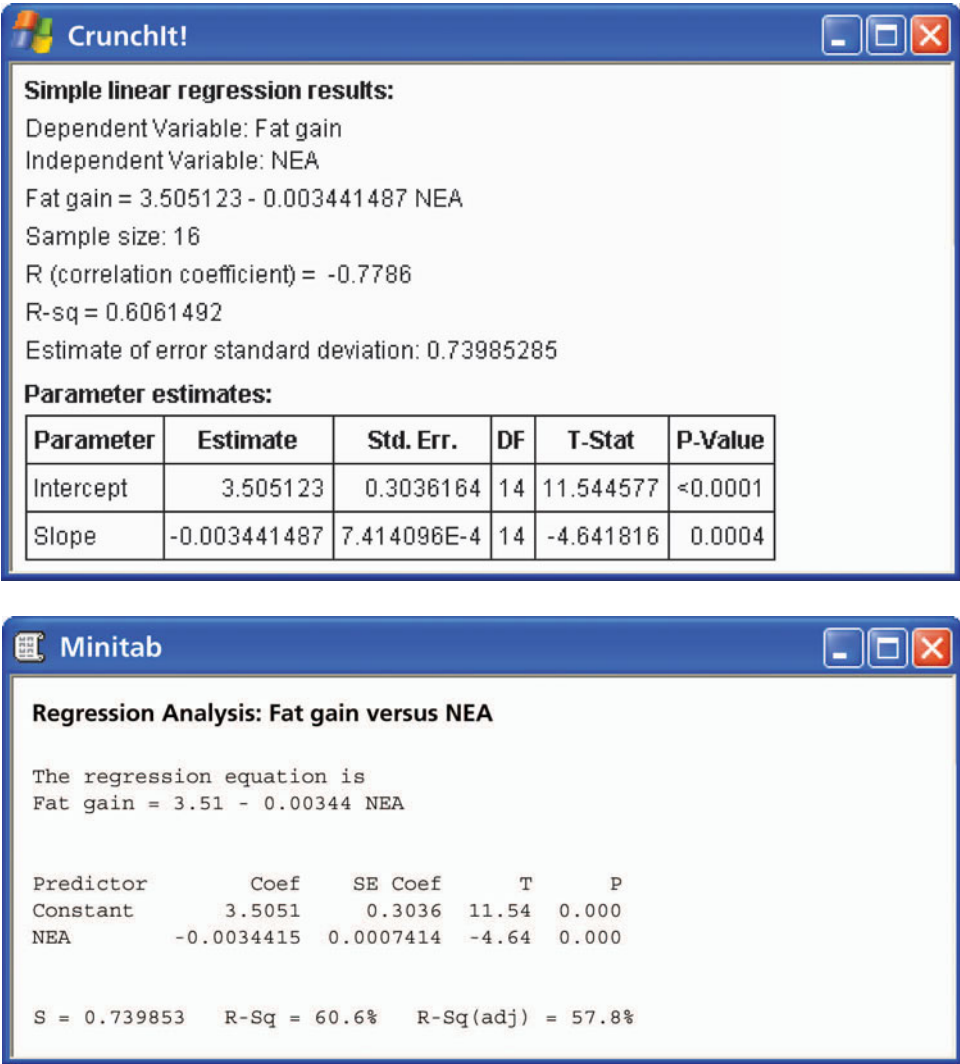 CrunchIt!
Simple linear regression results:
Dependent Variable: Fat gain
Independent Variable: NEA
Fat gain = 3.505123 - 0.003441487 NEA
Sample size: 16
R (correlation coefficient) = -0.7786
R-sq = 0.6061492
Estimate of error standard deviation: 0.73985285
Parameter estimates:
Parameter Estimate Std. Err. DF T-Stat P-Value
Intercept 3.505123 0.3036164 14 11.544577 <0.0001
Slope -0.003441487 7.414096E-4 14 -4.641816 0.0004
Minitab
Regression Analysis: Fat gain versus NEA
The regression equation is
Fat gain = 3.51 - 0.00344 NEA
Predictor Coef SE Coef T P
Constant 3.5051 0.3036 11.54 0.000
NEA -0.0034415 0.0007414 -4.64 0.000
S = 0.739853 R-Sq = 60.6% R-Sq(adj) = 57.8%